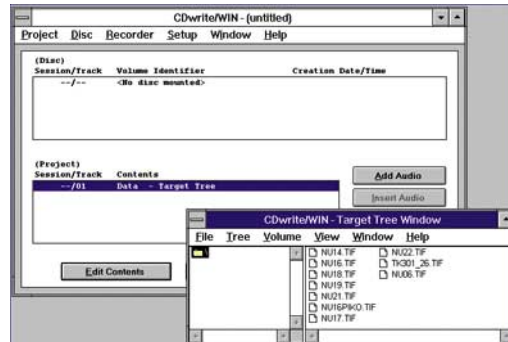 CDwrite/WIN - (untitled)
Project Disc Recorder Setup Window Help
(Disc)
Session/Track Volume Identifier Creation Date/Time
--/-- <No disc mounted>
(Project)
Session/Track Contents
--/01 Data - Target Tree
Add Audio
Insert Audio
Edit Contents
CDwrite/WIN - Target Tree Window
File Tree Volume View Window Help
NU14.TIF NU22.TIF
NU16.TIF TK301_26.TIF
NU18.TIF NU06.TIF
NU19.TIF
NU21.TIF
NU16PIKO.TIF
NU17.TIF